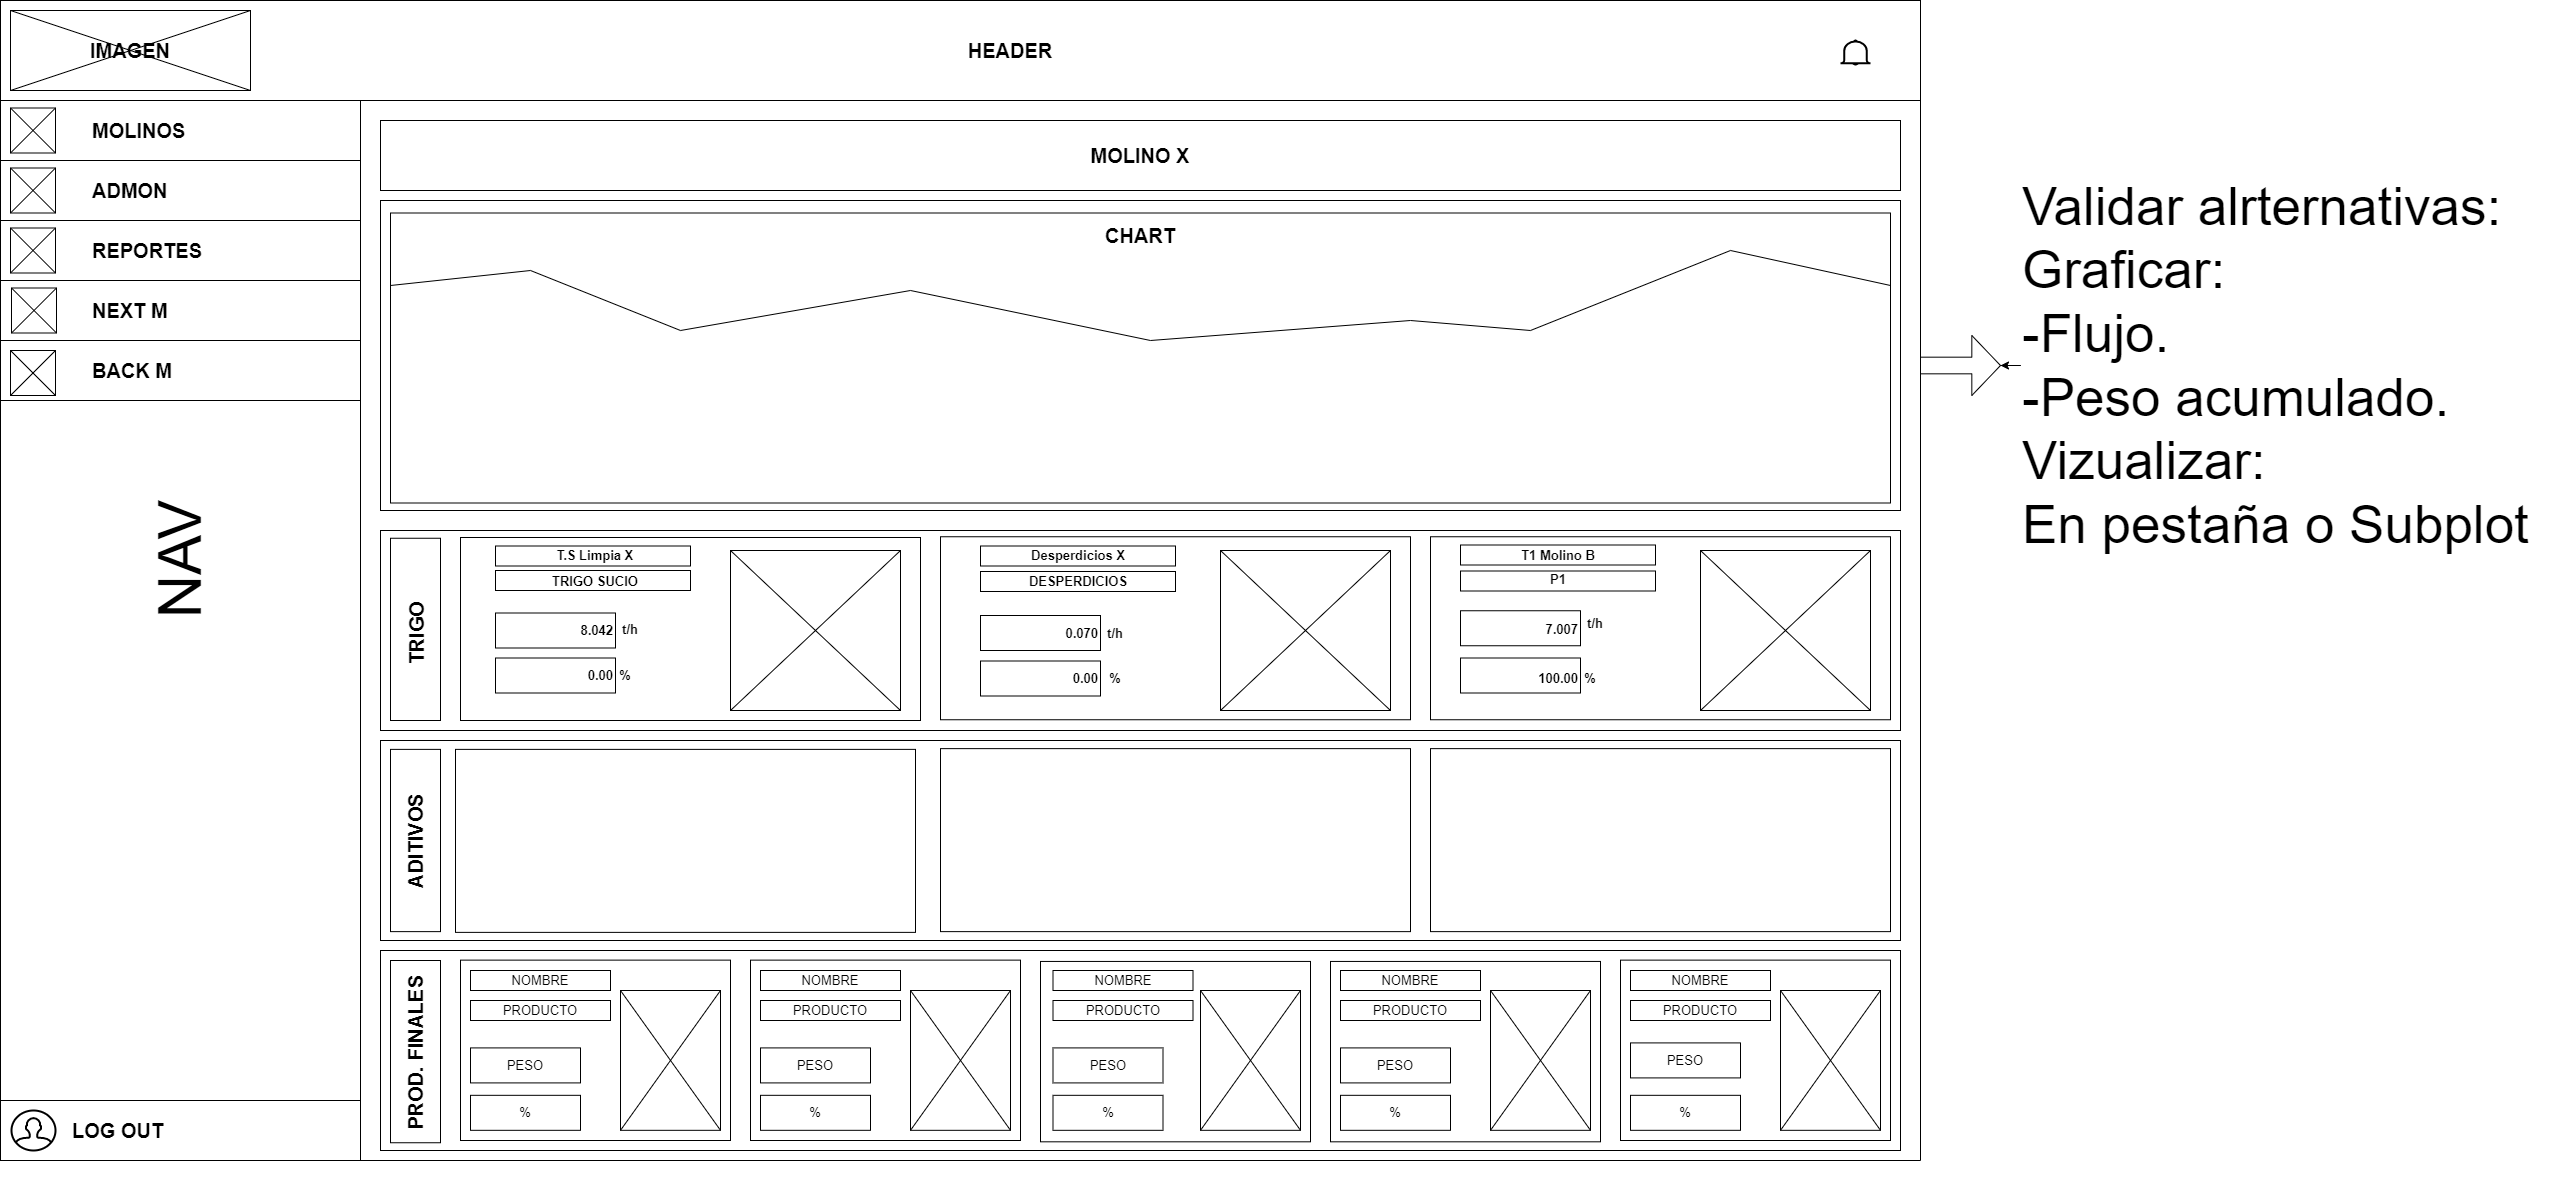 IMAGEN
HEADER
MOLINOS
ADMON
REPORTES
NEXT M
BACK M
NAV
LOG OUT
MOLINO X
CHART
TRIGO
T.S Limpia X
TRIGO SUCIO
8.042 t/h
0.00 %
Desperdicios X
DESPERDICIOS
0.070 t/h
0.00 %
T1 Molino B
P1
7.007 t/h
100.00 %
ADITIVOS
PROD. FINALES
NOMBRE
PRODUCTO
PESO
%
NOMBRE
PRODUCTO
PESO
%
NOMBRE
PRODUCTO
PESO
%
NOMBRE
PRODUCTO
PESO
%
NOMBRE
PRODUCTO
PESO
%
Validar alrternativas:
Graficar:
-Flujo.
-Peso acumulado.
Vizualizar:
En pestaña o Subplot